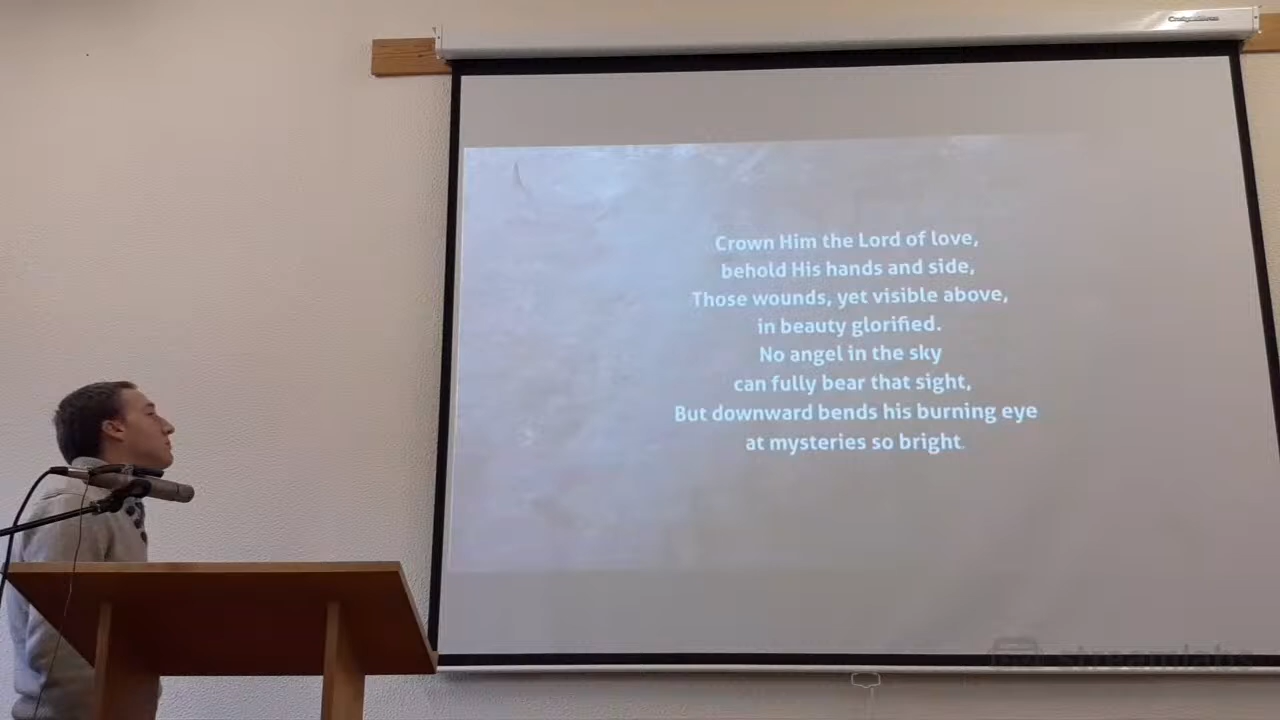 Crown Him the Lord of love,
behold His hands and side,
Those wounds, yet visible above,
in beauty glorified.
No angel in the sky
can fully bear that sight,
But downward bends his burning eye
at mysteries so bright.
streamlabs